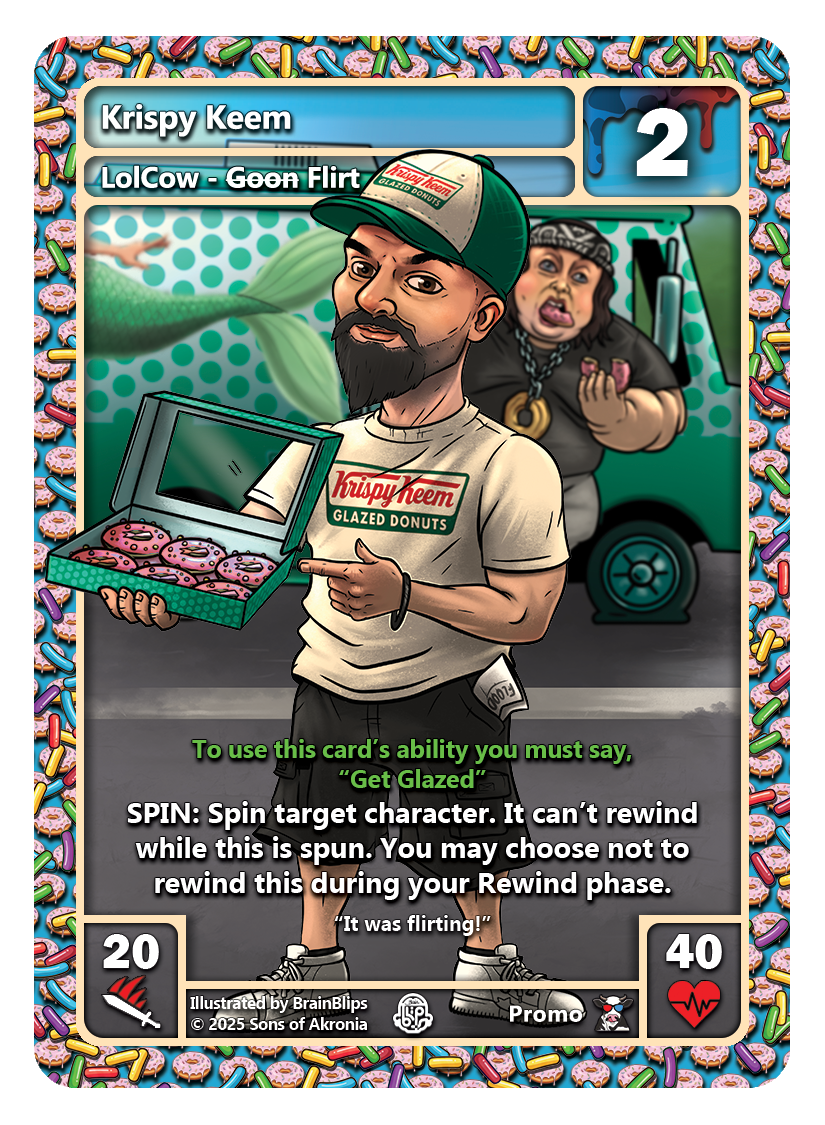 Krispy Keem
2
LolCow - Goon Flirt
Krispy Keem
GLAZED DONUTS
Krispy Keem
GLAZED DONUTS
FLOOD
To use this card’s ability you must say,
“Get Glazed”
SPIN: Spin target character. It can’t rewind
while this is spun. You may choose not to
rewind this during your Rewind phase.
“It was flirting!”
20
40
Illustrated by BrainBlips
© 2025 Sons of Akronia
Promo